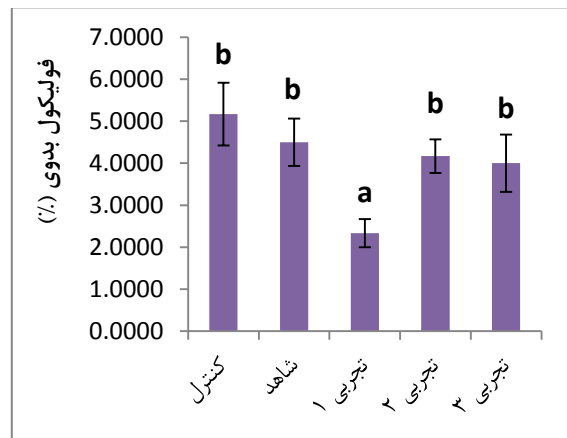 فولیکول بدوی (%)
7.0000
6.0000
5.0000
4.0000
3.0000
2.0000
1.0000
0.0000
b
b
a
b
b
کنترل
شاهد
تجربی ۱
تجربی ۲
تجربی ۳